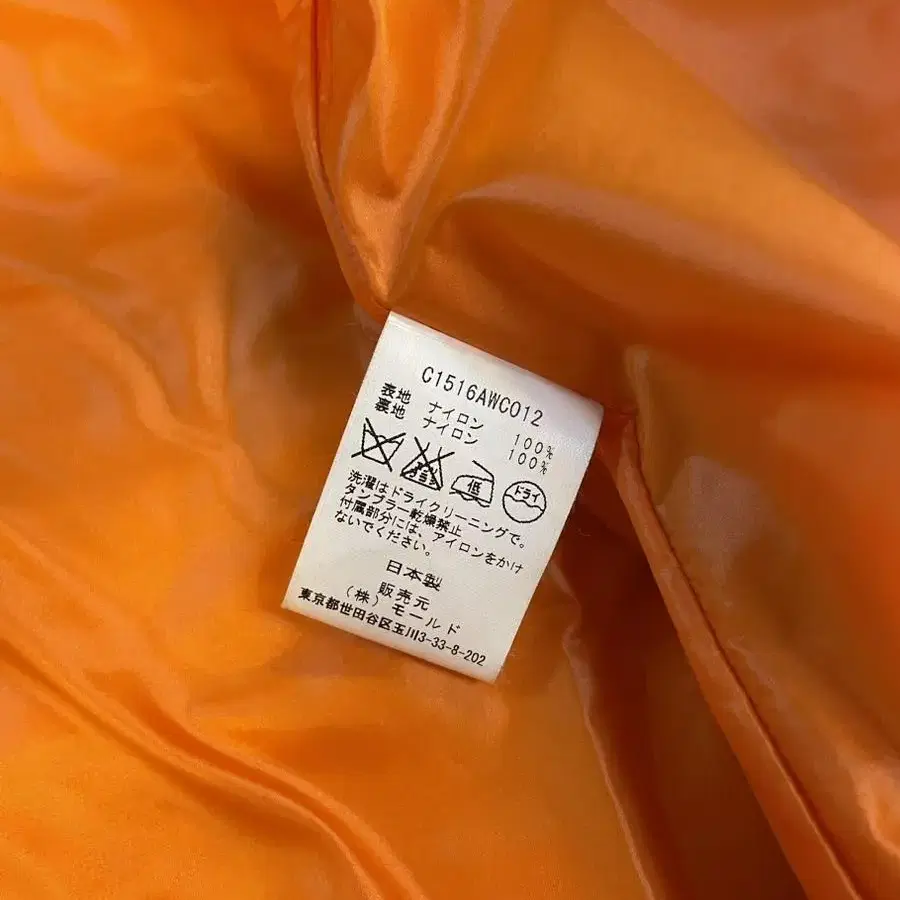 C1516AWC012
表地 ナイロン 100%
裏地 ナイロン 100%
低 ドライ
洗濯はドライクリーニングで。
タンブラー乾燥禁止
付属部分には、アイロンをかけ
ないでください。
日本製
販売元
(株) モールド
東京都世田谷区玉川3-33-8-202